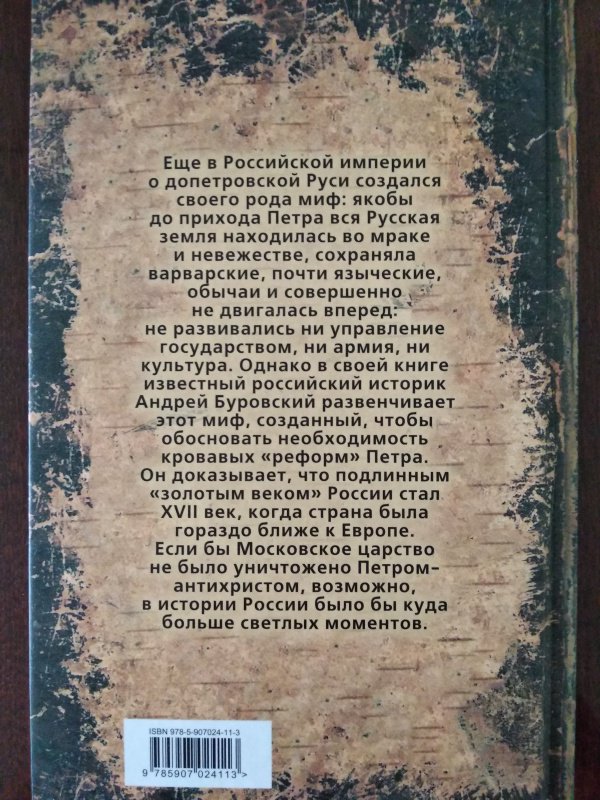 Еще в Российской империи
о допетровской Руси создался
своего рода миф: якобы
до прихода Петра вся Русская
земля находилась во мраке
и невежестве, сохраняла
варварские, почти языческие,
обычаи и совершенно
не двигалась вперед:
не развивались ни управление
государством, ни армия, ни
культура. Однако в своей книге
известный российский историк
Андрей Буровский развенчивает
этот миф, созданный, чтобы
обосновать необходимость
кровавых «реформ» Петра.
Он доказывает, что подлинным
«золотым веком» России стал
XVII век, когда страна была
гораздо ближе к Европе.
Если бы Московское царство
не было уничтожено Петром-
антихристом, возможно,
в истории России было бы куда
больше светлых моментов.
ISBN 978-5-907024-11-3
9 785907 024113>